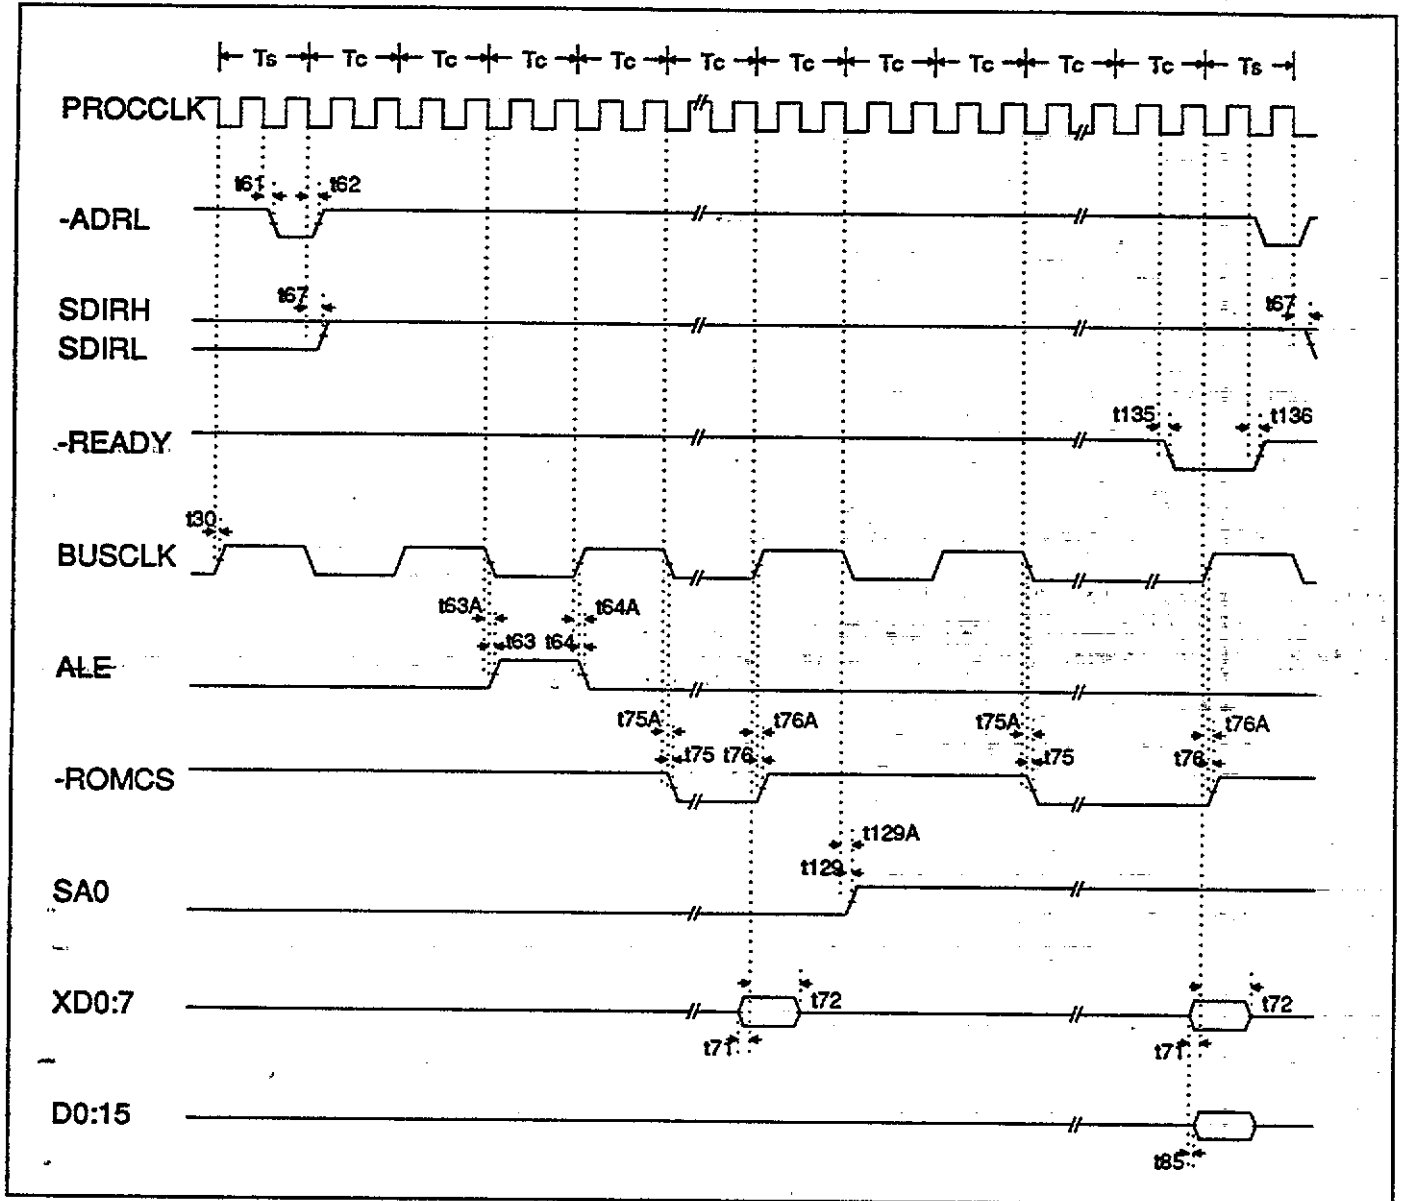 Ts Tc Tc Tc Tc Tc Tc Tc Tc Tc Tc Ts
PROCCLK
t61 t62
-ADRL
SDIRH t67 t67
SDIRL
t135 t136
-READY
t30
BUSCLK
t63A t64A
t63 t64
ALE
t75A t76A t75A t76A
t75 t76 t75 t76
-ROMCS
t129A
t129
SA0
XD0:7 t72 t72
t71 t71
D0:15
t85